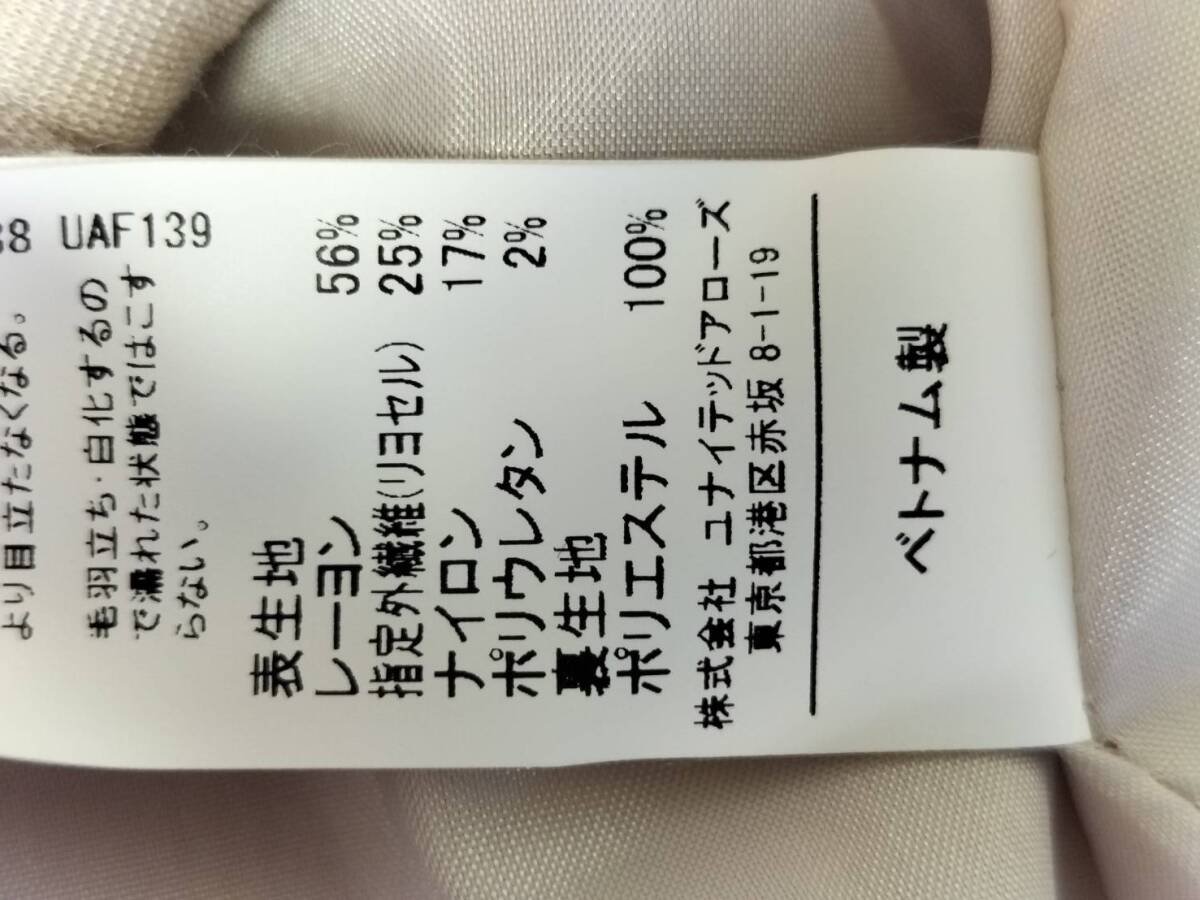 より目立たなくなる。
UAF139
毛羽立ち・白化するの
で濡れた状態ではこす
らない。
表生地
レーヨン 56%
指定外繊維(リヨセル) 25%
ナイロン 17%
ポリウレタン 2%
裏生地
ポリエステル 100%
株式会社 ユナイテッドアローズ
東京都港区赤坂 8-1-19
ベトナム製